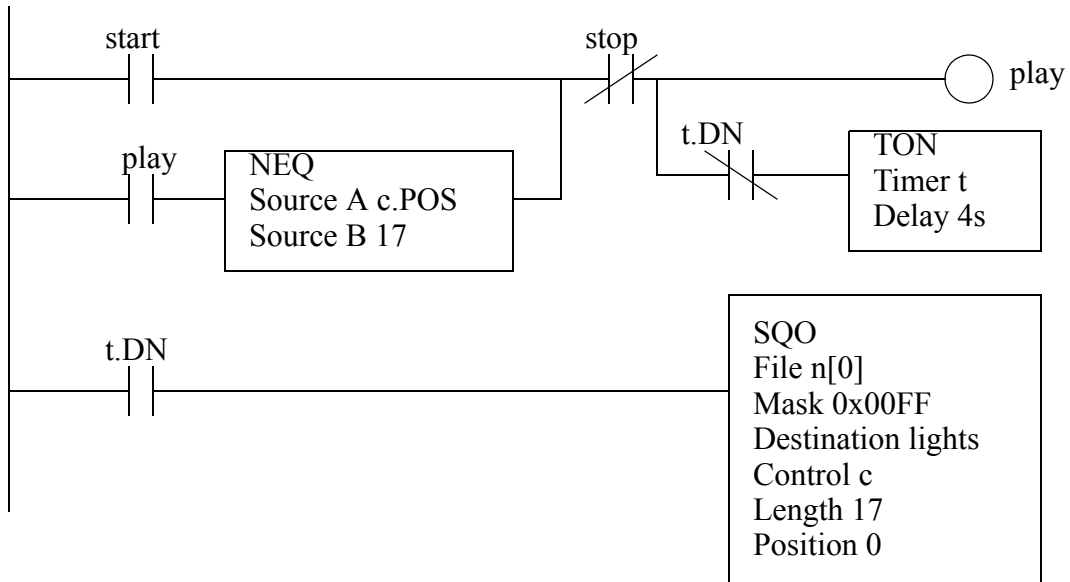 start
stop
play
play
NEQ
Source A c.POS
Source B 17
t.DN
TON
Timer t
Delay 4s
t.DN
SQO
File n[0]
Mask 0x00FF
Destination lights
Control c
Length 17
Position 0